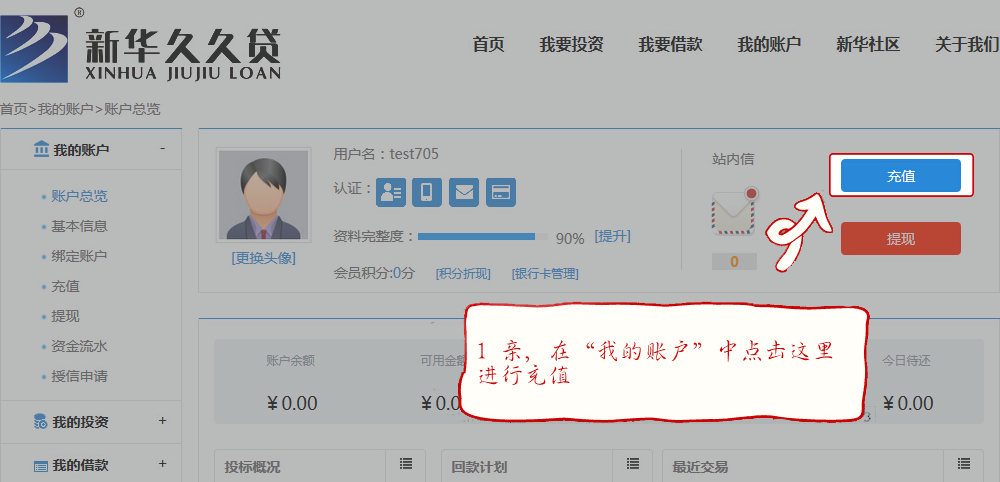 ®
新华久久贷
XINHUA JIUJIU LOAN
首页 我要投资 我要借款 我的账户 新华社区 关于我们
首页>我的账户>账户总览
我的账户 -
账户总览
基本信息
绑定账户
充值
提现
资金流水
授信申请
我的投资 +
我的借款 +
[更换头像]
用户名：test705
认证：
资料完整度： 90% [提升]
会员积分:0分 [积分折现] [银行卡管理]
站内信
0
充值
提现
1 亲，在“我的账户”中点击这里
进行充值
账户余额 可用金额 今日待还
¥0.00 ¥0.0 3 ¥0.00
投标概况 回款计划 最近交易